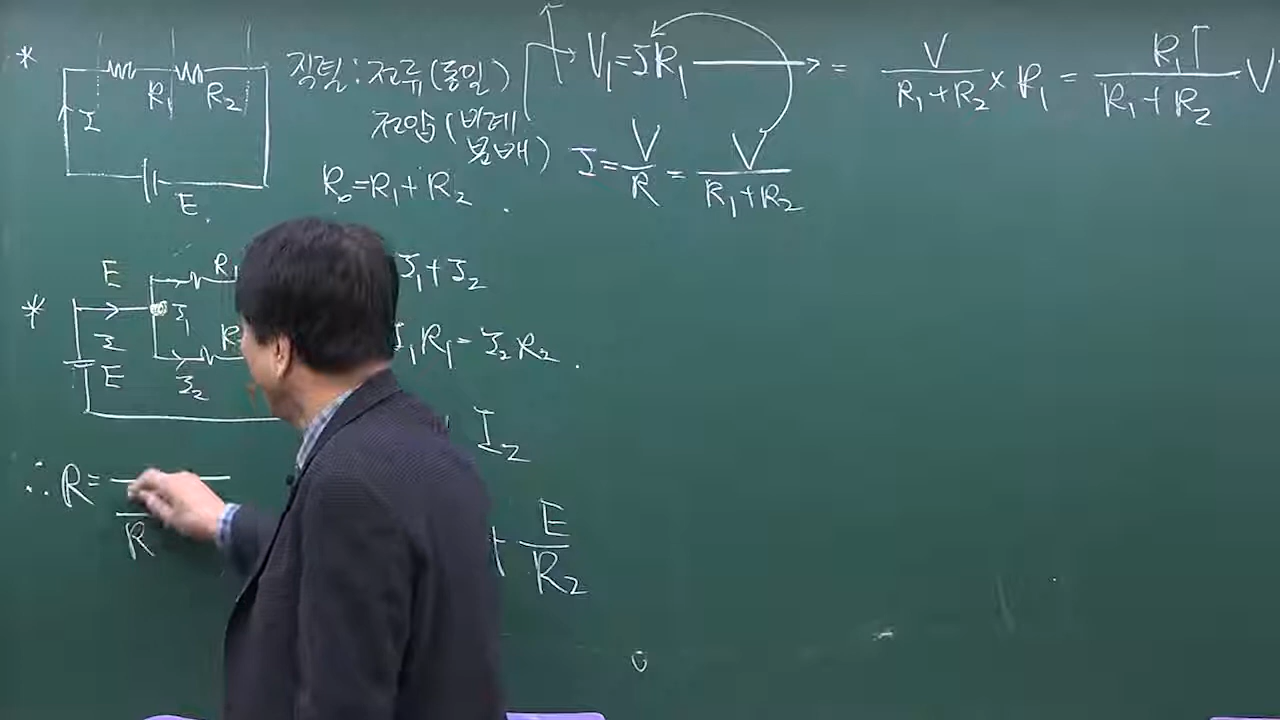 *
R₁ R₂
I
E
직렬: 전류(동일)
전압(비례
분배)
R₀=R₁+R₂
V₁=IR₁ → = V/(R₁+R₂) × R₁ = R₁/(R₁+R₂) V
I = V/R = V/(R₁+R₂)
*
E R₁
I I₁
E I₂
I₁+I₂
I₁R₁=I₂R₂
I₂
+ E/R₂
∴ R=
R